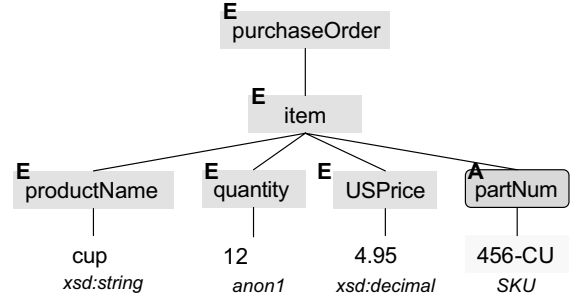 E
purchaseOrder
E
item
E E E A
productName quantity USPrice partNum
cup 12 4.95 456-CU
xsd:string anon1 xsd:decimal SKU